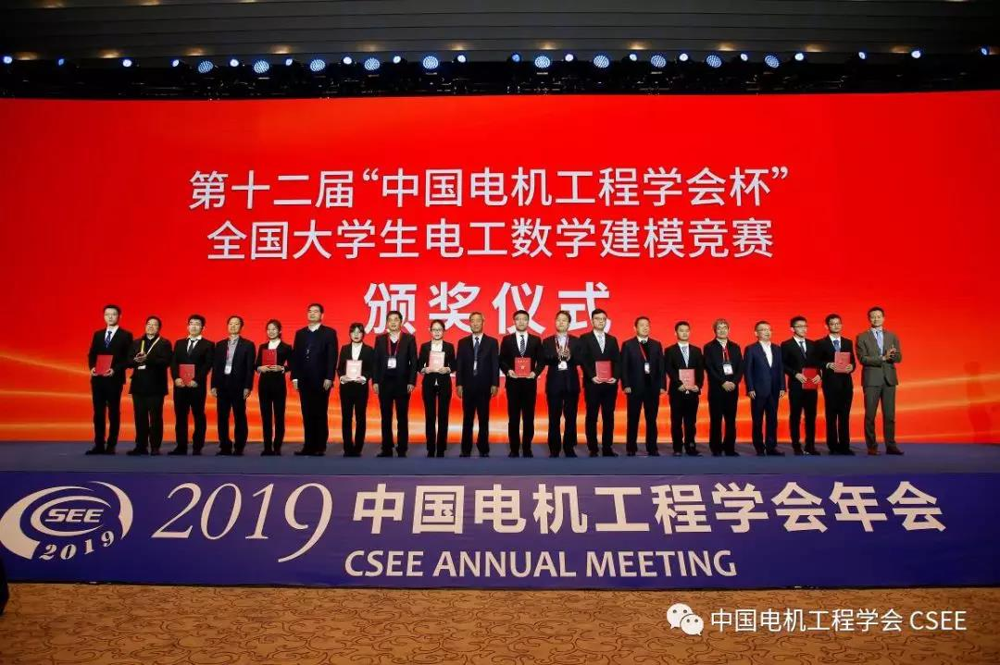 第十二届“中国电机工程学会杯”
全国大学生电工数学建模竞赛
颁奖仪式
CSEE
2019
2019 中国电机工程学会年会
CSEE ANNUAL MEETING
中国电机工程学会 CSEE